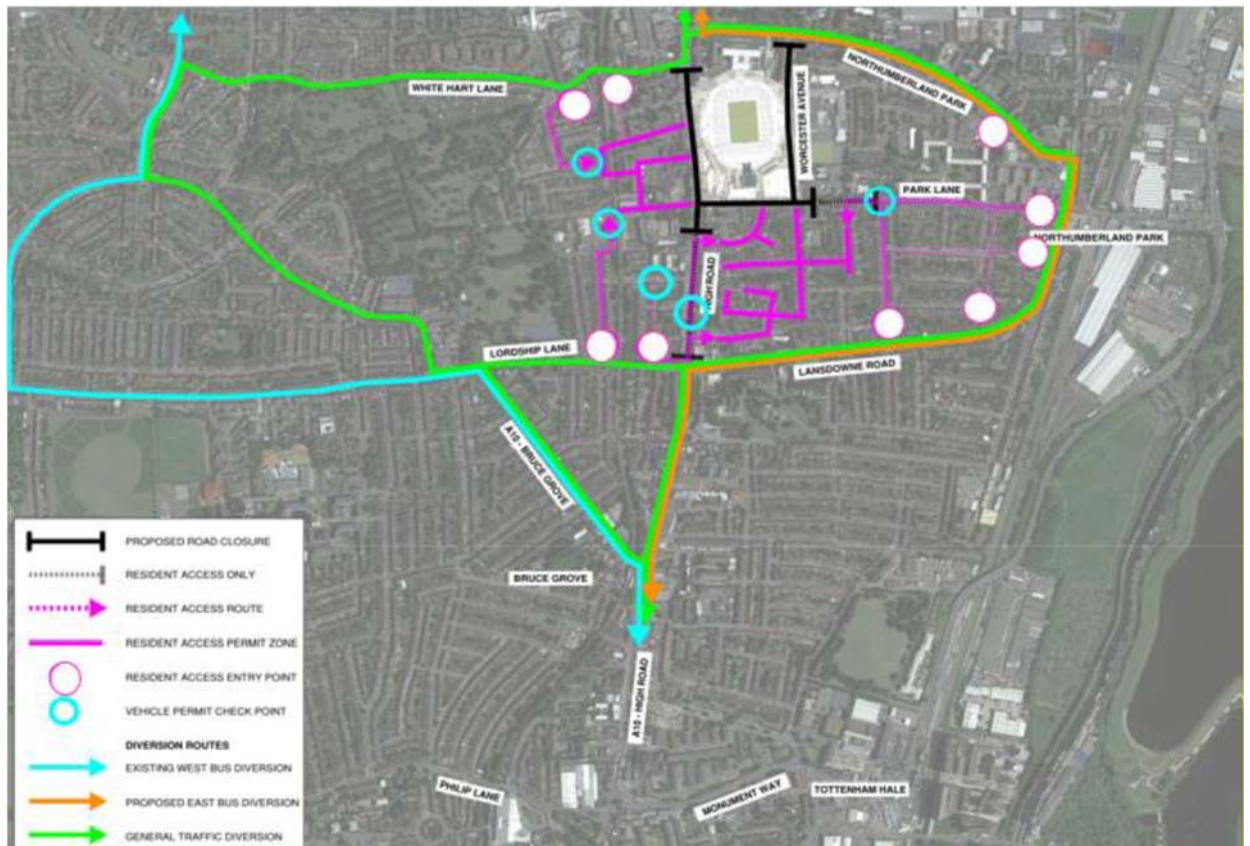 WHITE HART LANE
NORTHUMBERLAND PARK
WORCESTER AVENUE
PARK LANE
NORTHUMBERLAND PARK
HIGH ROAD
LORDSHIP LANE
LANSDOWNE ROAD
A10 - BRUCE GROVE
BRUCE GROVE
A10 - HIGH ROAD
PHILIP LANE
MONUMENT WAY
TOTTENHAM HALE
PROPOSED ROAD CLOSURE
RESIDENT ACCESS ONLY
RESIDENT ACCESS ROUTE
RESIDENT ACCESS PERMIT ZONE
RESIDENT ACCESS ENTRY POINT
VEHICLE PERMIT CHECK POINT
DIVERSION ROUTES
EXISTING WEST BUS DIVERSION
PROPOSED EAST BUS DIVERSION
GENERAL TRAFFIC DIVERSION